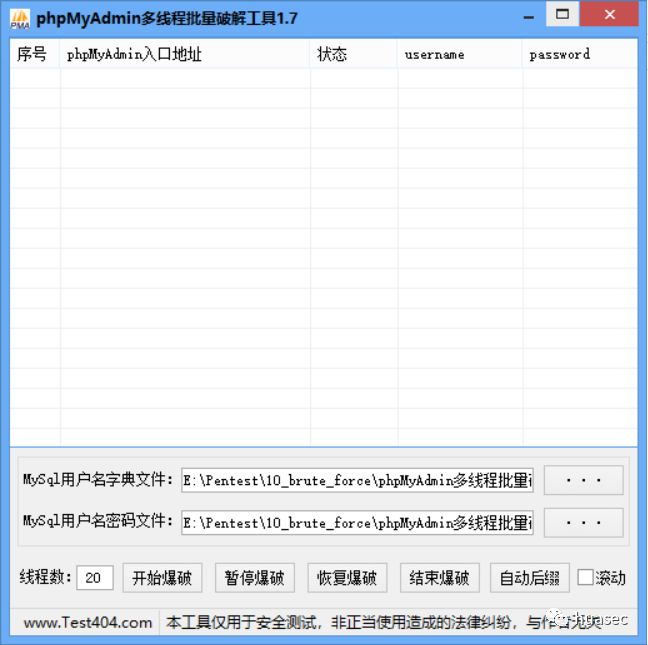 PMA phpMyAdmin多线程批量破解工具1.7
序号 phpMyAdmin入口地址 状态 username password
MySql用户名字典文件: E:\Pentest\10_brute_force\phpMyAdmin多线程批量 ...
MySql用户名密码文件: E:\Pentest\10_brute_force\phpMyAdmin多线程批量 ...
线程数: 20 开始爆破 暂停爆破 恢复爆破 结束爆破 自动后缀 滚动
www.Test404.com 本工具仅用于安全测试，非正当使用造成的法律纠纷，与作者无关 huasec